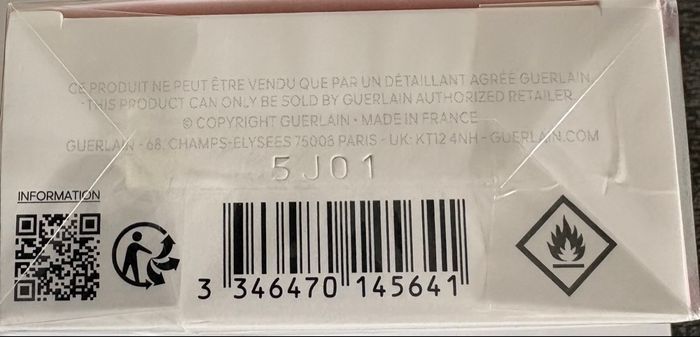 CE PRODUIT NE PEUT ÊTRE VENDU QUE PAR UN DÉTAILLANT AGRÉÉ GUERLAIN
THIS PRODUCT CAN ONLY BE SOLD BY GUERLAIN AUTHORIZED RETAILER
© COPYRIGHT GUERLAIN - MADE IN FRANCE
GUERLAIN - 68, CHAMPS-ELYSEES 75008 PARIS - UK: KT12 4NH - GUERLAIN.COM
5J01
INFORMATION
3 346470 145641